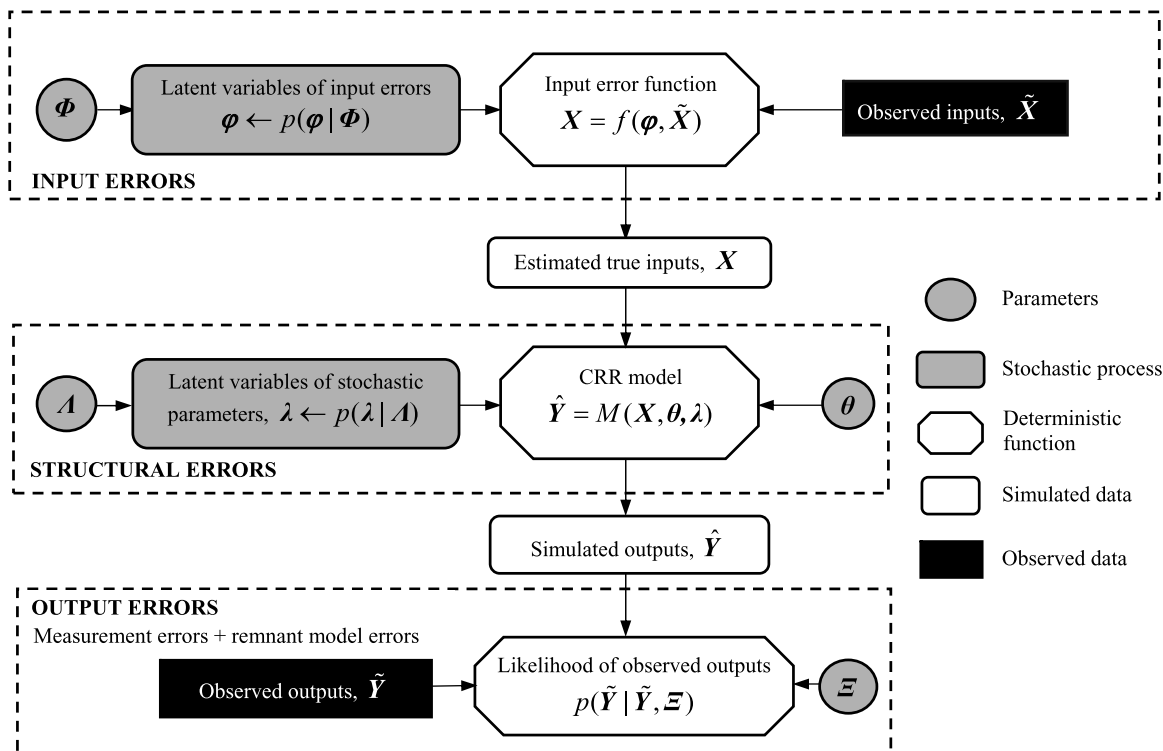 Φ
Latent variables of input errors
φ ← p(φ | Φ)
Input error function
X = f(φ, X̃)
Observed inputs, X̃
INPUT ERRORS
Estimated true inputs, X
Λ
Latent variables of stochastic
parameters, λ ← p(λ | Λ)
CRR model
Ŷ = M(X, θ, λ)
θ
STRUCTURAL ERRORS
Simulated outputs, Ŷ
OUTPUT ERRORS
Measurement errors + remnant model errors
Observed outputs, Ỹ
Likelihood of observed outputs
p(Ỹ | Ỹ, Ξ)
Ξ
Parameters
Stochastic process
Deterministic
function
Simulated data
Observed data